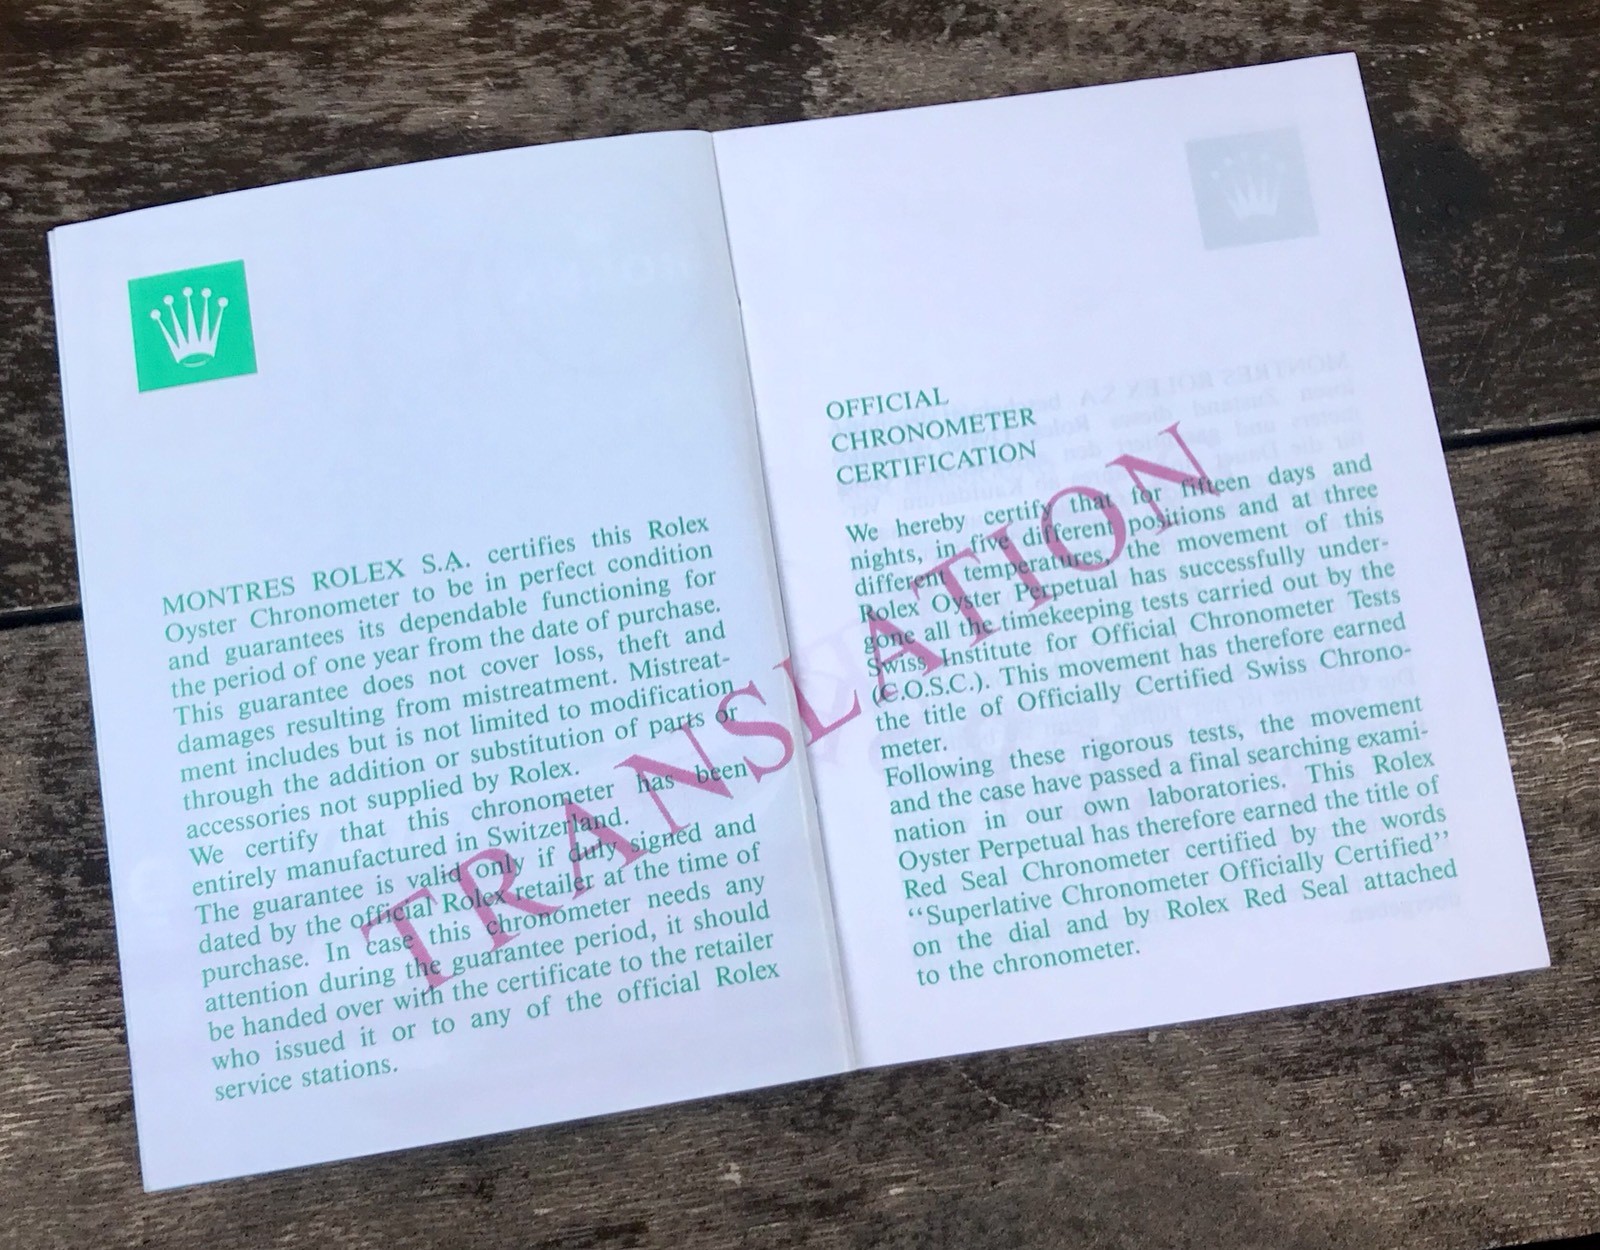 MONTRES ROLEX S.A. certifies this Rolex
Oyster Chronometer to be in perfect condition
and guarantees its dependable functioning for
the period of one year from the date of purchase.
This guarantee does not cover loss, theft and
damages resulting from mistreatment. Mistreat-
ment includes but is not limited to modification
through the addition or substitution of parts or
accessories not supplied by Rolex.
We certify that this chronometer has been
entirely manufactured in Switzerland.
The guarantee is valid only if duly signed and
dated by the official Rolex retailer at the time of
purchase. In case this chronometer needs any
attention during the guarantee period, it should
be handed over with the certificate to the retailer
who issued it or to any of the official Rolex
service stations.
OFFICIAL
CHRONOMETER
CERTIFICATION
We hereby certify that for fifteen days and
nights, in five different positions and at three
different temperatures, the movement of this
Rolex Oyster Perpetual has successfully under-
gone all the timekeeping tests carried out by the
Swiss Institute for Official Chronometer Tests
(C.O.S.C.). This movement has therefore earned
the title of Officially Certified Swiss Chrono-
meter.
Following these rigorous tests, the movement
and the case have passed a final searching exami-
nation in our own laboratories. This Rolex
Oyster Perpetual has therefore earned the title of
Red Seal Chronometer certified by the words
“Superlative Chronometer Officially Certified”
on the dial and by Rolex Red Seal attached
to the chronometer.
TRANSLATION